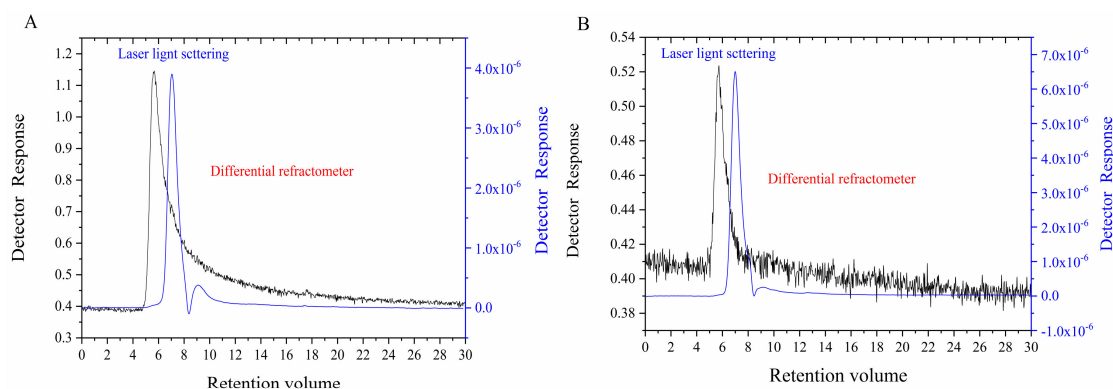 A
Laser lignt scttering
Differential refractometer
Detector Response
1.2
1.1
1.0
0.9
0.8
0.7
0.6
0.5
0.4
0.3
4.0x10-6
3.0x10-6
2.0x10-6
1.0x10-6
0.0
Detector Response
0 2 4 6 8 10 12 14 16 18 20 22 24 26 28 30
Retention volume
B
Laser light scttering
Differential refractometer
Detector Response
0.54
0.52
0.50
0.48
0.46
0.44
0.42
0.40
0.38
7.0x10-6
6.0x10-6
5.0x10-6
4.0x10-6
3.0x10-6
2.0x10-6
1.0x10-6
0.0
-1.0x10-6
Detector Response
0 2 4 6 8 10 12 14 16 18 20 22 24 26 28 30
Retention volume